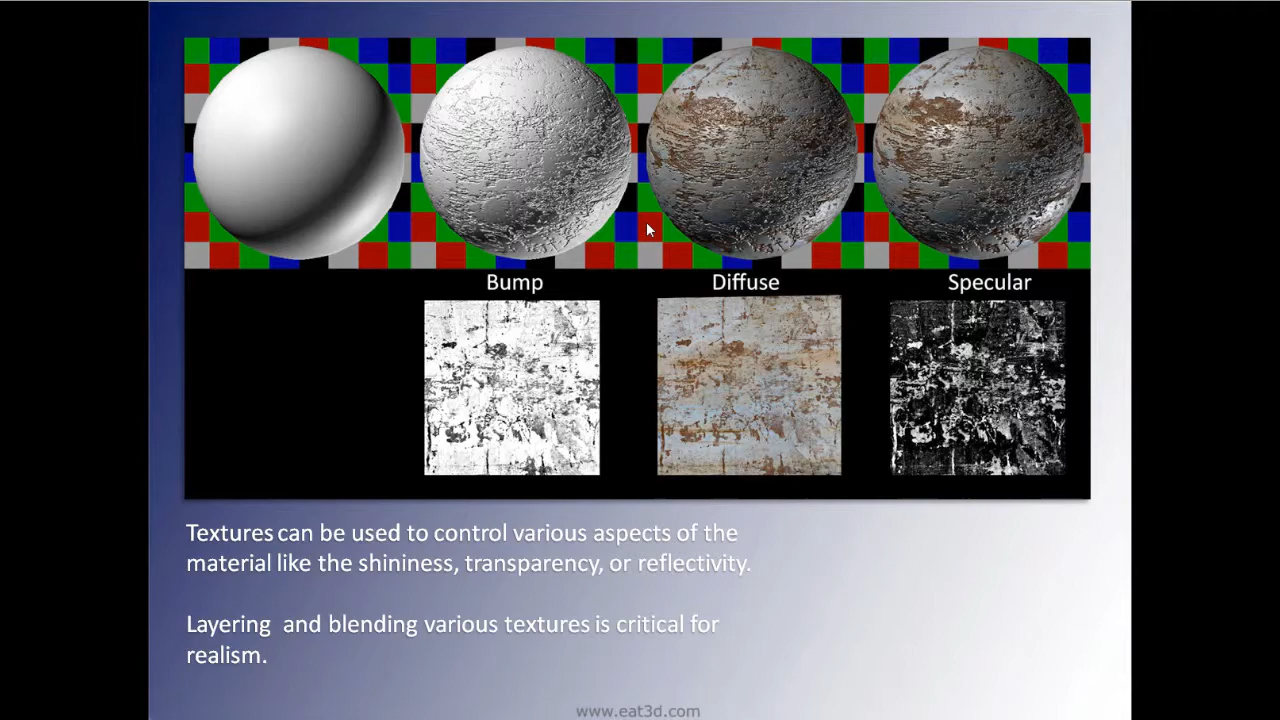 Bump Diffuse Specular
Textures can be used to control various aspects of the
material like the shininess, transparency, or reflectivity.
Layering  and blending various textures is critical for
realism.
www.eat3d.com